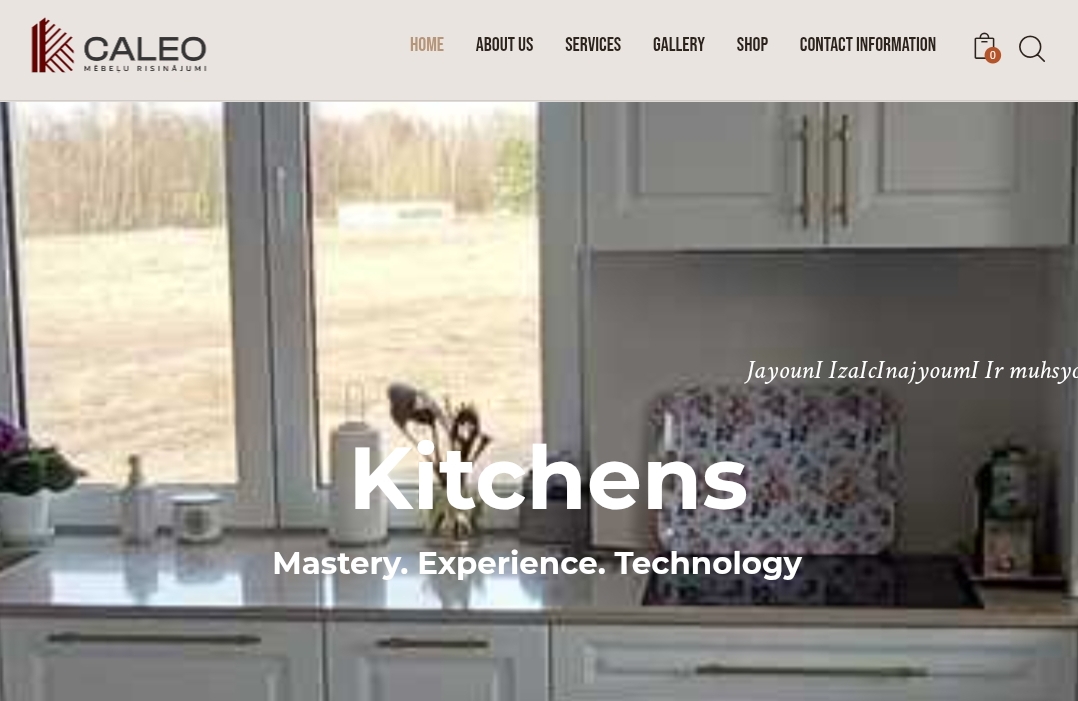 CALEO
MĒBEĻU RISINĀJUMI
HOME ABOUT US SERVICES GALLERY SHOP CONTACT INFORMATION 0
JayounI IzaIcInajyoumI Ir
Kitchens
Mastery. Experience. Technology